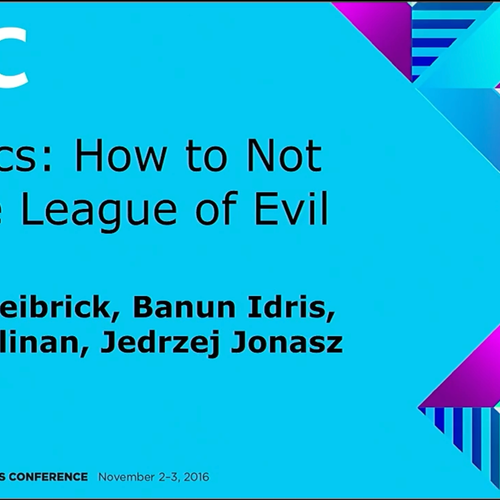 C
cs: How to Not
e League of Evil
eibrick, Banun Idris,
linan, Jedrzej Jonasz
S CONFERENCE November 2–3, 2016